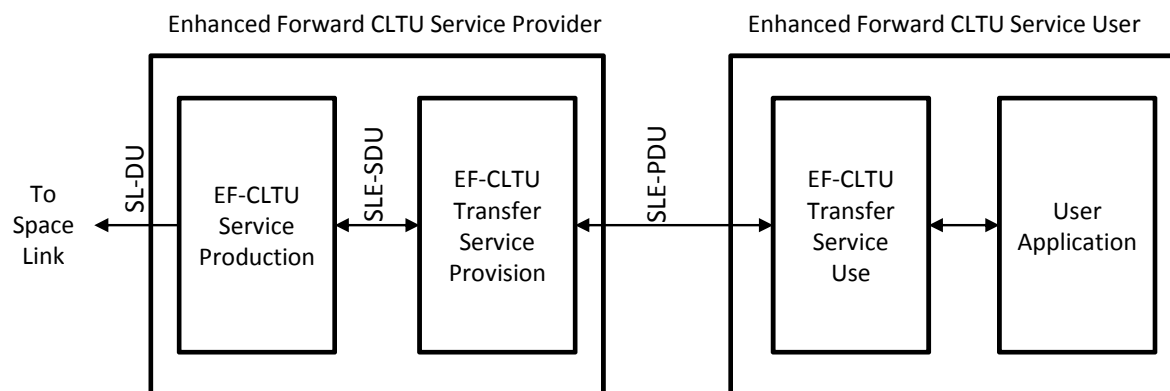 Enhanced Forward CLTU Service Provider
Enhanced Forward CLTU Service User
To
Space
Link
SL-DU
EF-CLTU
Service
Production
SLE-SDU
EF-CLTU
Transfer
Service
Provision
SLE-PDU
EF-CLTU
Transfer
Service
Use
User
Application